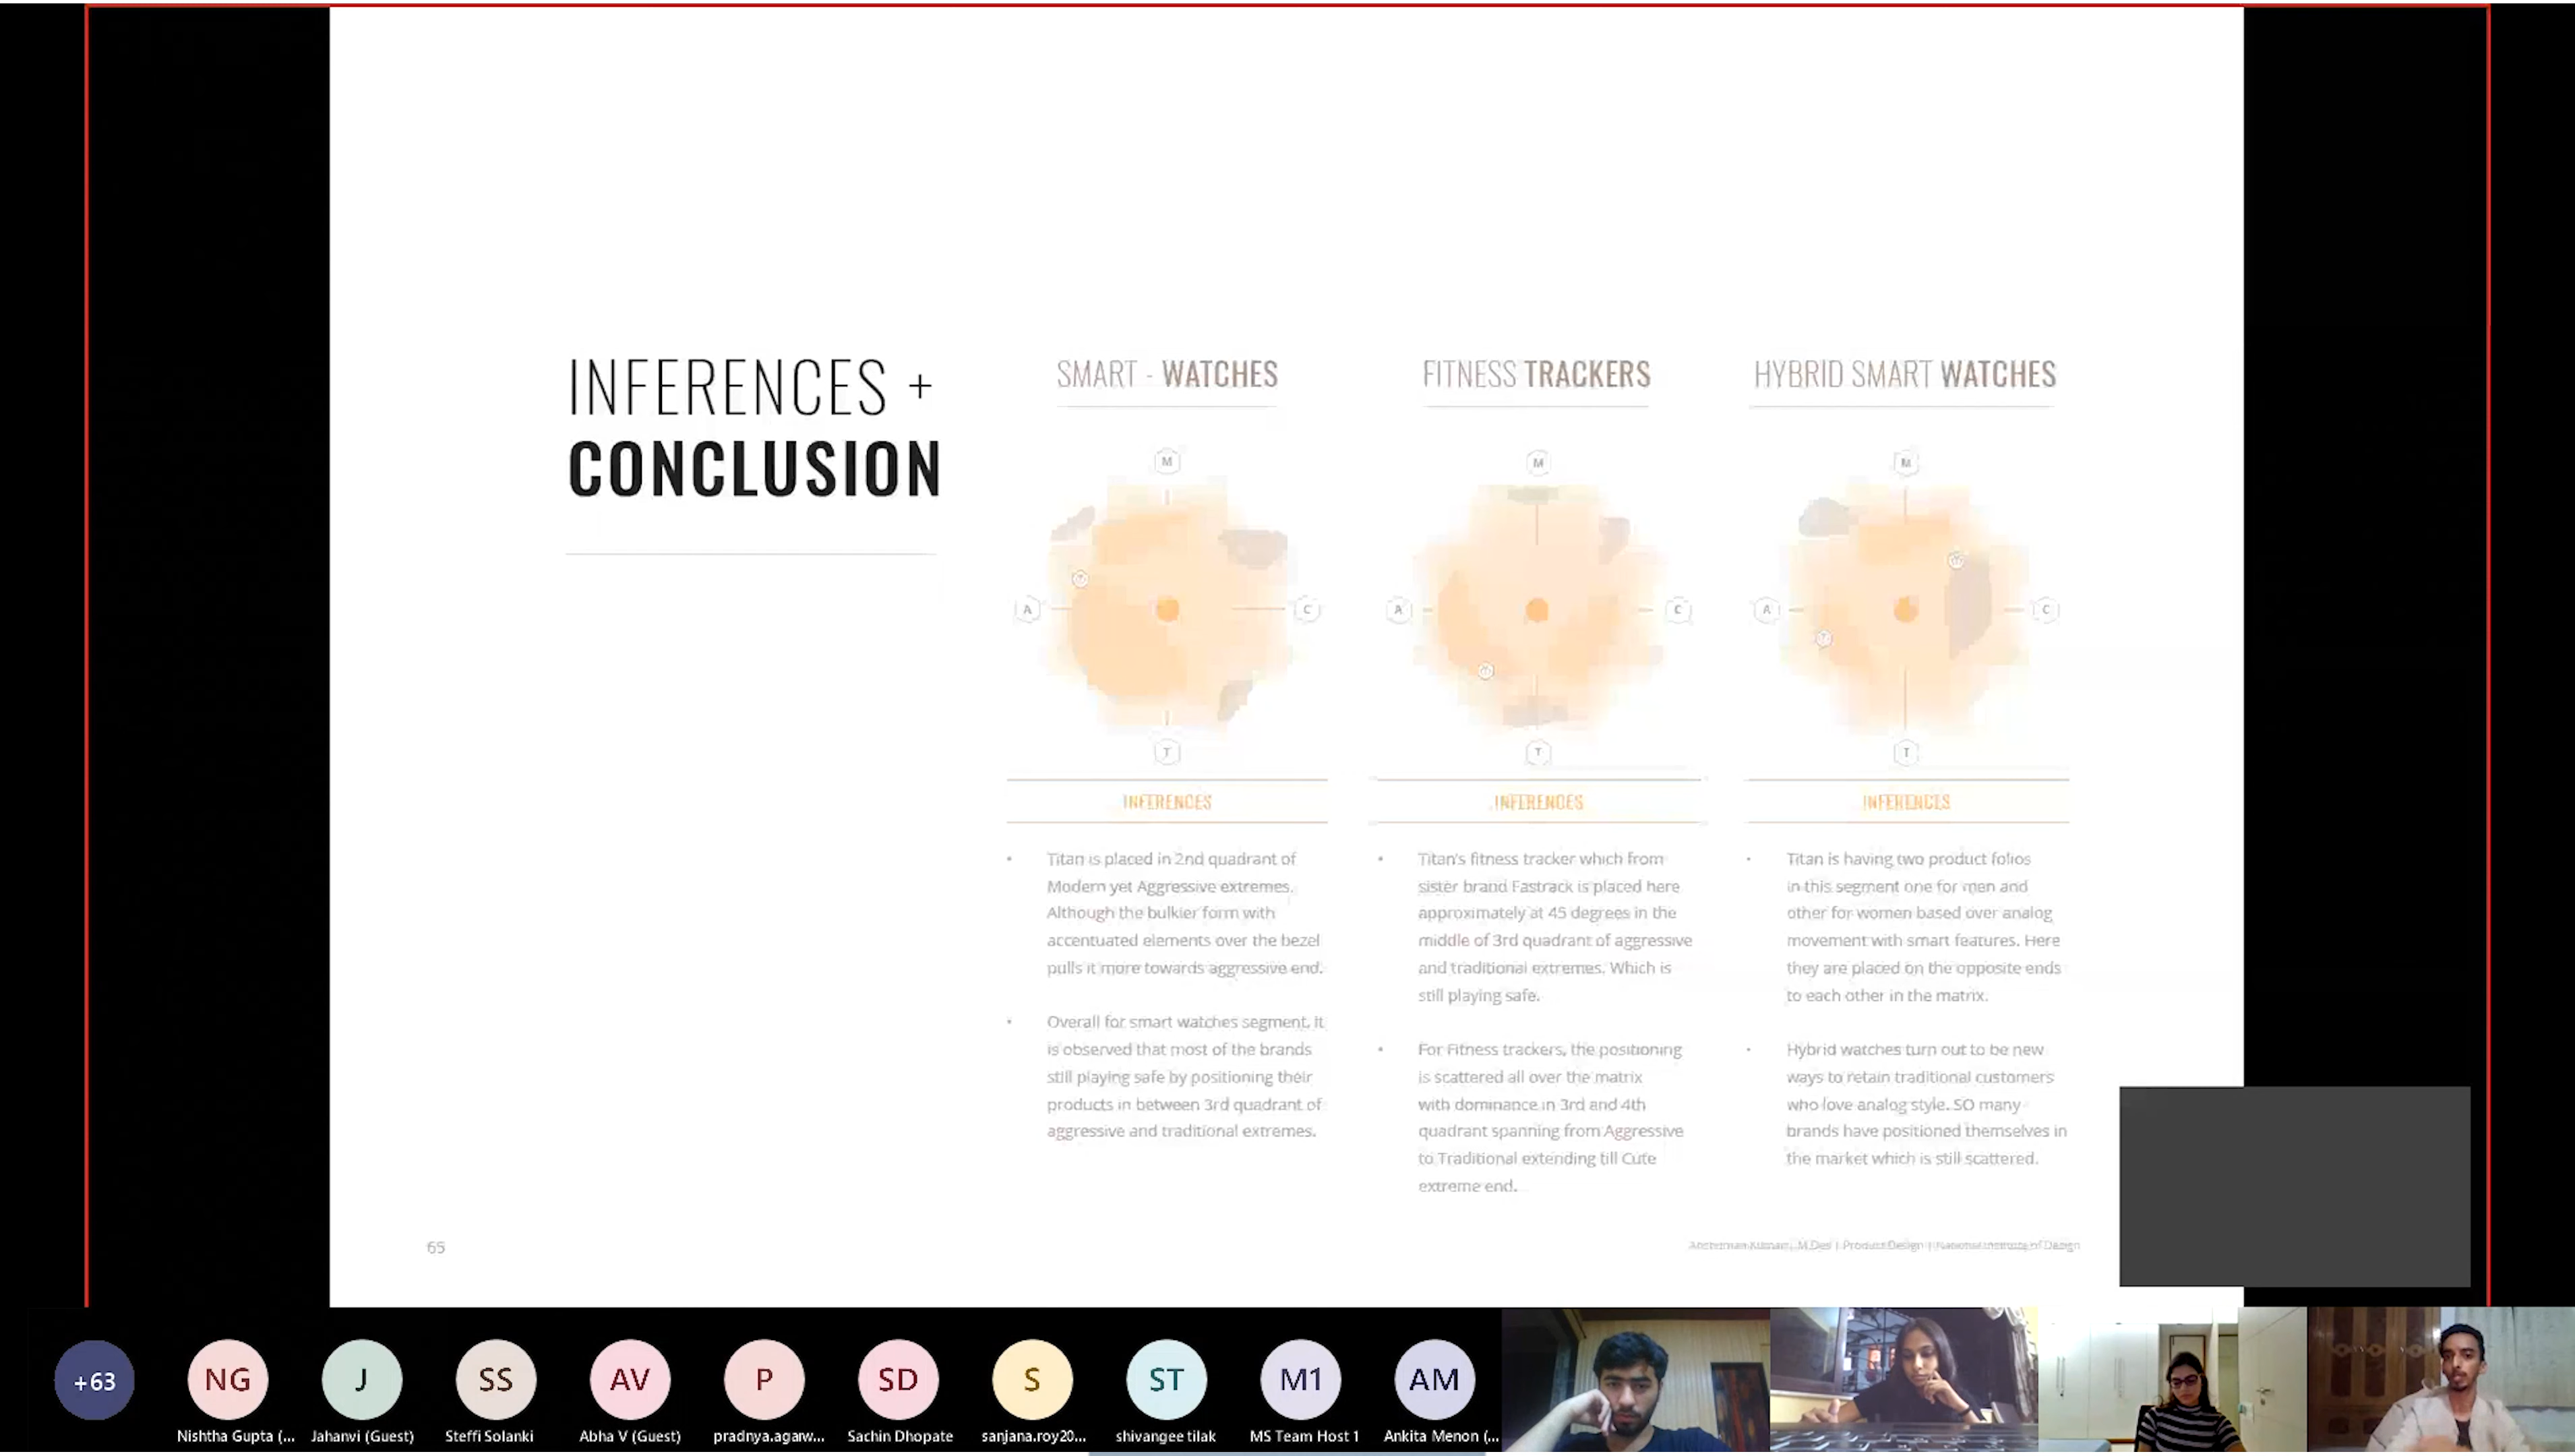 INFERENCES +
CONCLUSION
SMART - WATCHES
M
A
C
T
INFERENCES
• Titan is placed in 2nd quadrant of
Modern yet Aggressive extremes.
Although the bulkier form with
accentuated elements over the bezel
pulls it more towards aggressive end.
• Overall for smart watches segment, it
is observed that most of the brands
still playing safe by positioning their
products in between 3rd quadrant of
aggressive and traditional extremes.
FITNESS TRACKERS
M
A
C
T
INFERENCES
• Titan's fitness tracker which from
sister brand Fastrack is placed here
approximately at 45 degrees in the
middle of 3rd quadrant of aggressive
and traditional extremes. Which is
still playing safe.
• For Fitness trackers, the positioning
is scattered all over the matrix
with dominance in 3rd and 4th
quadrant spanning from Aggressive
to Traditional extending till Cute
extreme end.
HYBRID SMART WATCHES
M
A
C
T
INFERENCES
• Titan is having two product folios
in this segment one for men and
other for women based over analog
movement with smart features. Here
they are placed on the opposite ends
to each other in the matrix.
• Hybrid watches turn out to be new
ways to retain traditional customers
who love analog style. SO many
brands have positioned themselves in
the market which is still scattered.
65
M.Des | Product Design | National Institute of Design
+63
NG
J
SS
AV
P
SD
S
ST
M1
AM
Nishtha Gupta (...
Jahanvi (Guest)
Steffi Solanki
Abha V (Guest)
pradnya.agarw...
Sachin Dhopate
sanjana.roy20...
shivangee tilak
MS Team Host 1
Ankita Menon (...